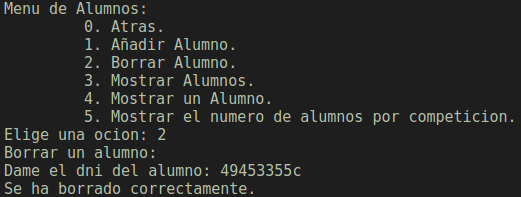 Menu de Alumnos:
0. Atras.
1. Añadir Alumno.
2. Borrar Alumno.
3. Mostrar Alumnos.
4. Mostrar un Alumno.
5. Mostrar el numero de alumnos por competicion.
Elige una ocion: 2
Borrar un alumno:
Dame el dni del alumno: 49453355c
Se ha borrado correctamente.